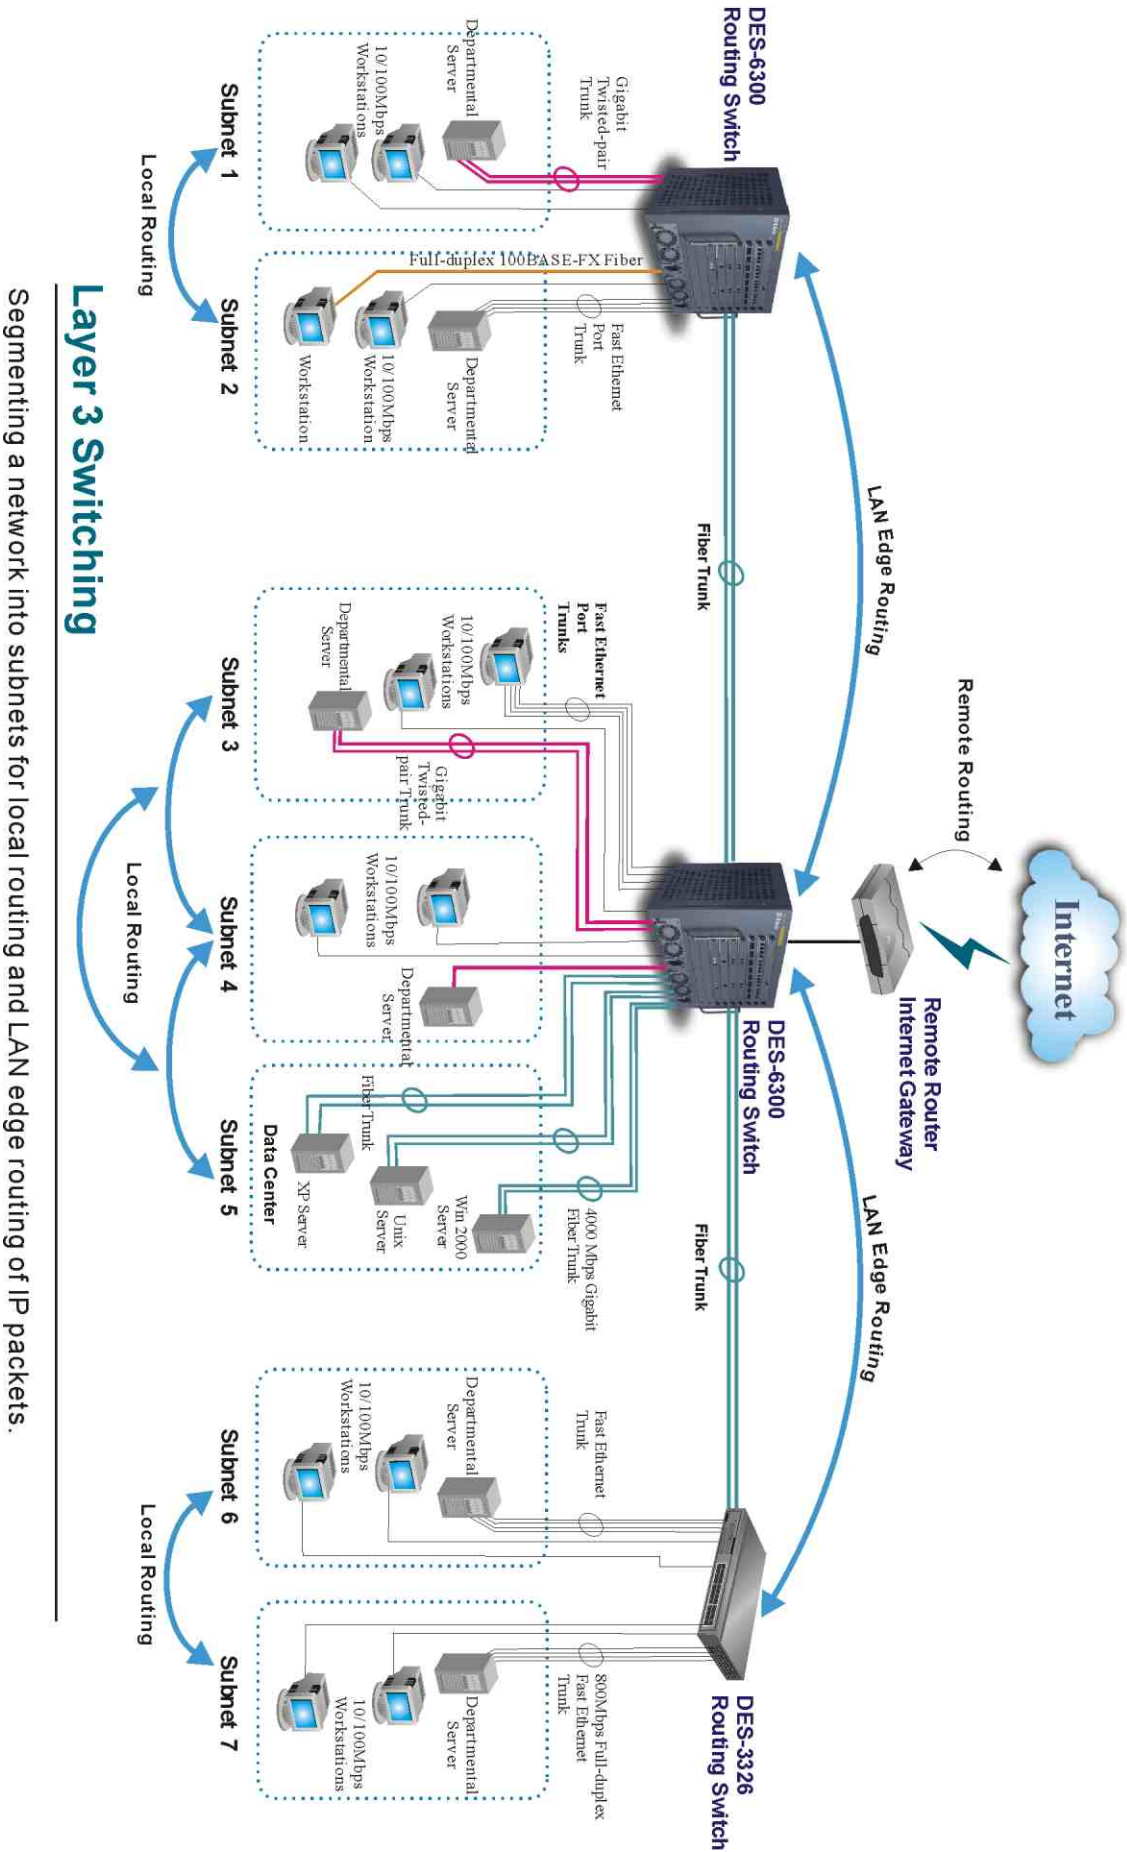 Layer 3 Switching
Segmenting a network into subnets for local routing and LAN edge routing of IP packets.
Internet
Remote Routing
Remote Router
Internet Gateway
LAN Edge Routing
LAN Edge Routing
DES-6300
Routing Switch
DES-6300
Routing Switch
DES-3326
Routing Switch
Fiber Trunk
Fiber Trunk
Gigabit
Twisted-pair
Trunk
Departmental
Server
10/100Mbps
Workstations
Subnet 1
Full-duplex 100BASE-FX Fiber
Fast Ethernet
Port
Trunk
Departmental
Server
10/100Mbps
Workstation
Workstation
Subnet 2
Local Routing
Fast Ethernet
Port
Trunks
10/100Mbps
Workstations
Departmental
Server
Gigabit
Twisted-
pair Trunk
Subnet 3
10/100Mbps
Workstations
Departmental
Server
Subnet 4
4000 Mbps Gigabit
Fiber Trunk
Win 2000
Server
Unix
Server
Fiber Trunk
XP Server
Data Center
Subnet 5
Local Routing
Fast Ethernet
Trunk
Departmental
Server
10/100Mbps
Workstations
Subnet 6
800Mbps Full-duplex
Fast Ethernet
Trunk
Departmental
Server
10/100Mbps
Workstations
Subnet 7
Local Routing